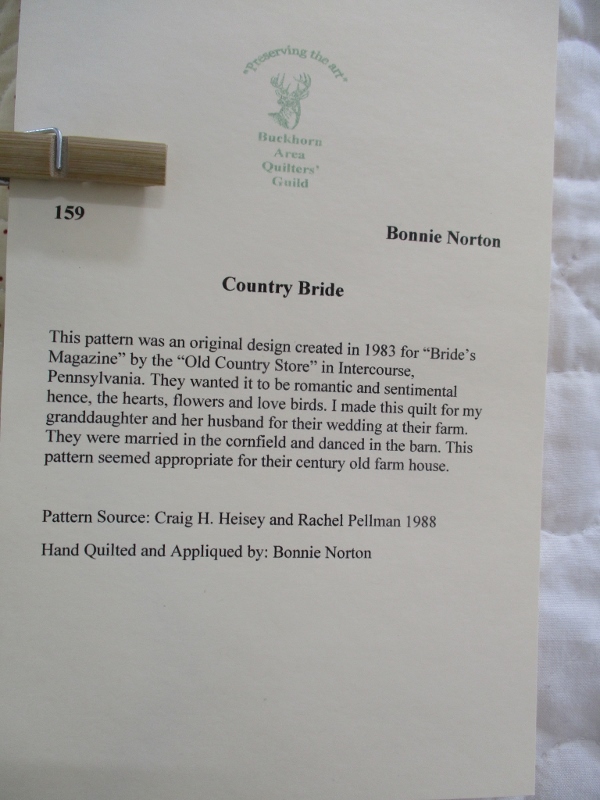 "Preserving the art"
Buckhorn
Area
Quilters'
Guild
159
Bonnie Norton
Country Bride
This pattern was an original design created in 1983 for “Bride’s
Magazine” by the “Old Country Store” in Intercourse,
Pennsylvania. They wanted it to be romantic and sentimental
hence, the hearts, flowers and love birds. I made this quilt for my
granddaughter and her husband for their wedding at their farm.
They were married in the cornfield and danced in the barn. This
pattern seemed appropriate for their century old farm house.
Pattern Source: Craig H. Heisey and Rachel Pellman 1988
Hand Quilted and Appliqued by: Bonnie Norton